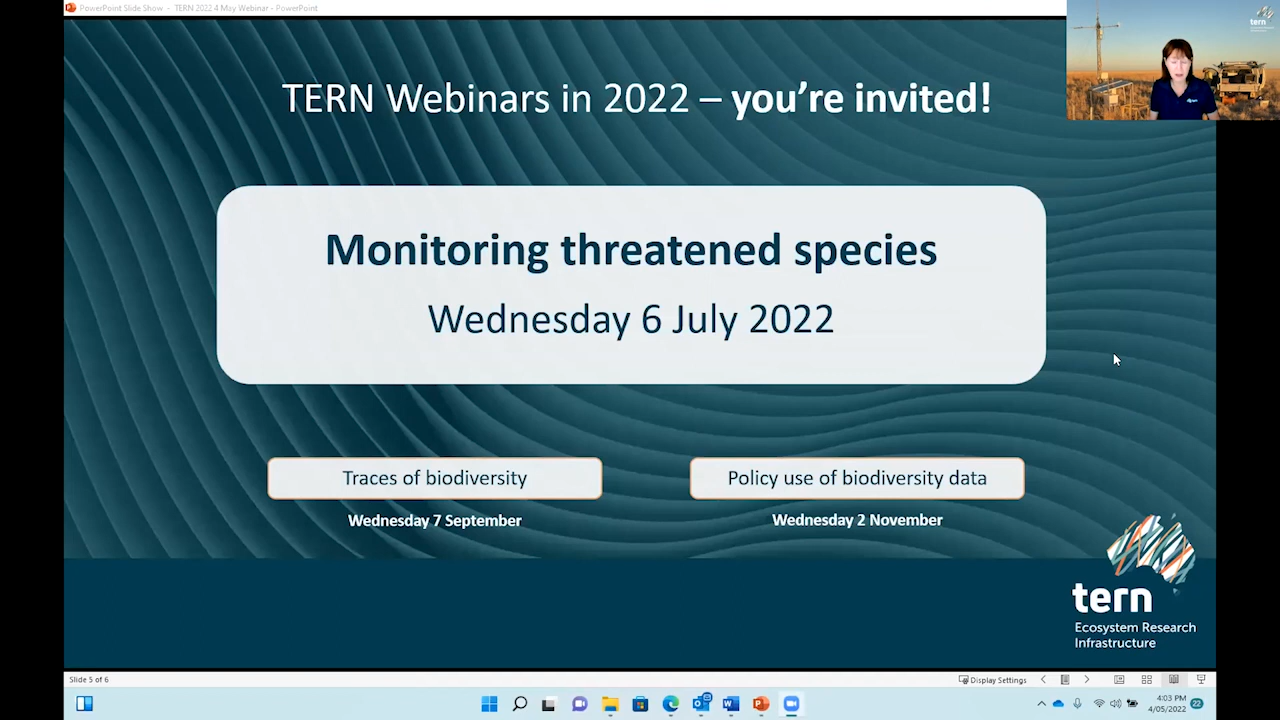 PowerPoint Slide Show - TERN 2022 4 May Webinar - PowerPoint
tern
TERN Webinars in 2022 – you're invited!
Monitoring threatened species
Wednesday 6 July 2022
Traces of biodiversity
Policy use of biodiversity data
Wednesday 7 September
Wednesday 2 November
tern
Ecosystem Research
Infrastructure
Slide 5 of 6
Display Settings
4:03 PM
4/05/2022
22